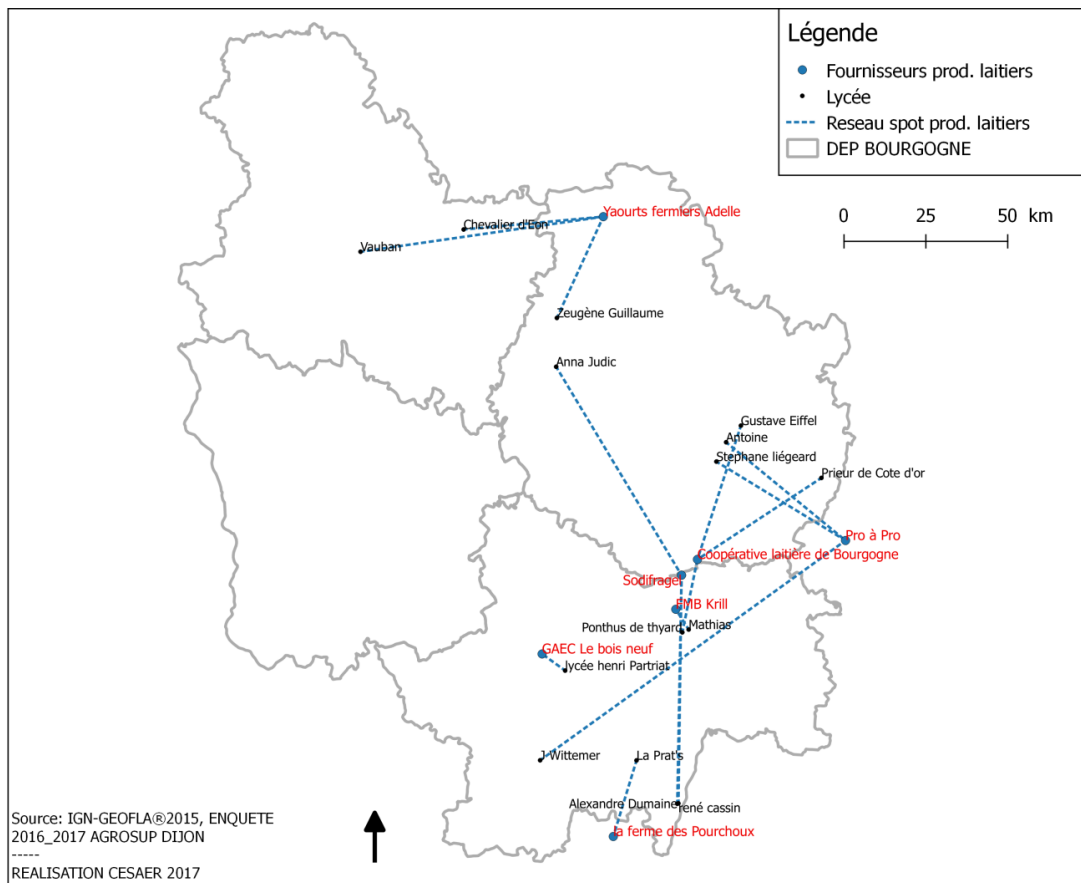 Légende
Fournisseurs prod. laitiers
Lycée
Reseau spot prod. laitiers
DEP BOURGOGNE
0 25 50 km
Yaourts fermiers Adelle
Chevalier d'Eon
Vauban
Zeugène Guillaume
Anna Judic
Gustave Eiffel
Antoine
Stephane liégeard
Prieur de Cote d'or
Pro à Pro
Coopérative laitière de Bourgogne
Sodifraget
EMB Krill
Ponthus de thyard
Mathias
GAEC Le bois neuf
lycée henri Partriat
J Wittemer
La Prat's
Alexandre Dumaine
rené cassin
la ferme des Pourchoux
Source: IGN-GEOFLA®2015, ENQUETE
2016_2017 AGROSUP DIJON
-----
REALISATION CESAER 2017